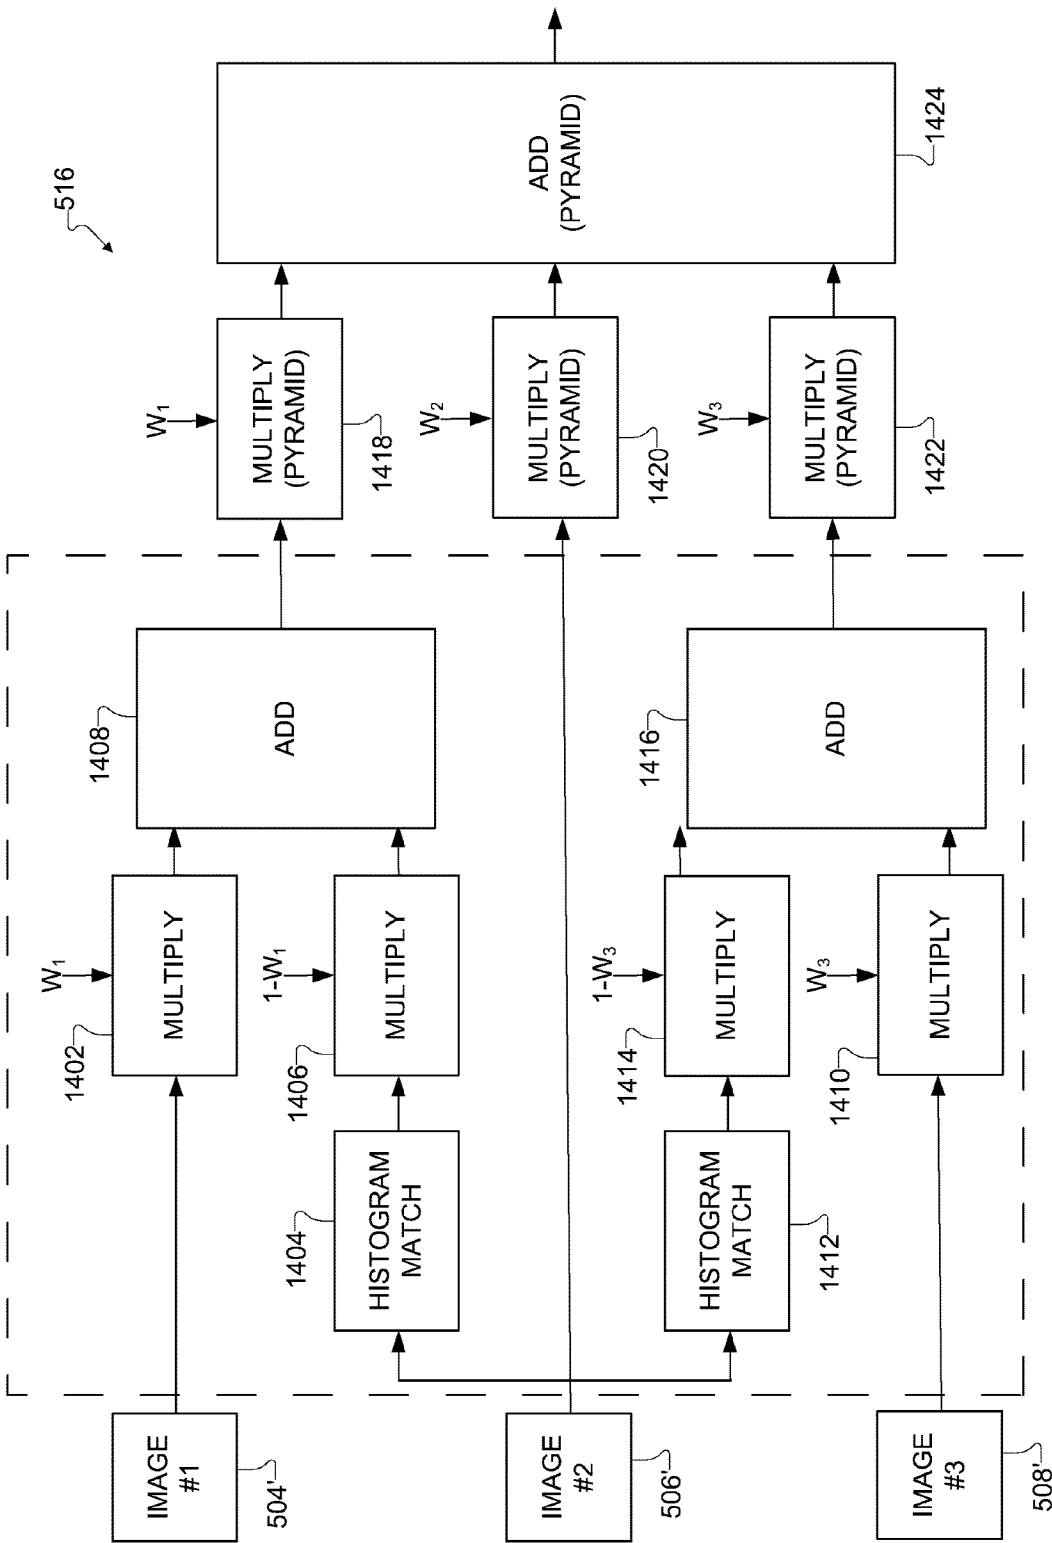 516
IMAGE
#1
504'
1402
W1
MULTIPLY
1404
HISTOGRAM
MATCH
1406
1-W1
MULTIPLY
1408
ADD
W1
MULTIPLY
(PYRAMID)
1418
IMAGE
#2
506'
W2
MULTIPLY
(PYRAMID)
1420
HISTOGRAM
MATCH
1412
1414
1-W3
MULTIPLY
IMAGE
#3
508'
1410
W3
MULTIPLY
1416
ADD
W3
MULTIPLY
(PYRAMID)
1422
ADD
(PYRAMID)
1424